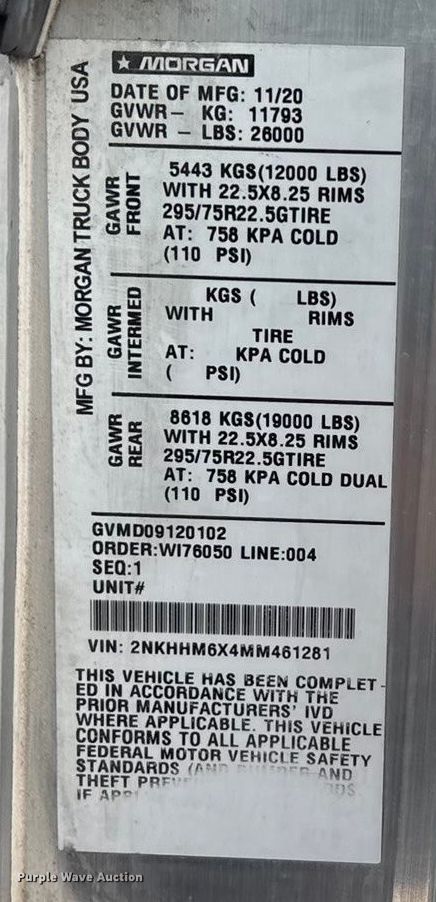 ★ MORGAN
MFG BY: MORGAN TRUCK BODY USA
DATE OF MFG: 11/20
GVWR- KG: 11793
GVWR - LBS: 26000
GAWR FRONT
5443 KGS(12000 LBS)
WITH 22.5X8.25 RIMS
295/75R22.5GTIRE
AT: 758 KPA COLD
(110 PSI)
GAWR INTERMED
KGS ( LBS)
WITH RIMS
TIRE
AT: KPA COLD
( PSI)
GAWR REAR
8618 KGS(19000 LBS)
WITH 22.5X8.25 RIMS
295/75R22.5GTIRE
AT: 758 KPA COLD DUAL
(110 PSI)
GVMD09120102
ORDER:WI76050 LINE:004
SEQ:1
UNIT#
VIN: 2NKHHM6X4MM461281
THIS VEHICLE HAS BEEN COMPLET-
ED IN ACCORDANCE WITH THE
PRIOR MANUFACTURERS' IVD
WHERE APPLICABLE. THIS VEHICLE
CONFORMS TO ALL APPLICABLE
FEDERAL MOTOR VEHICLE SAFETY
STANDARDS (AND BUMPER AND
THEFT
IF
Purple Wave Auction